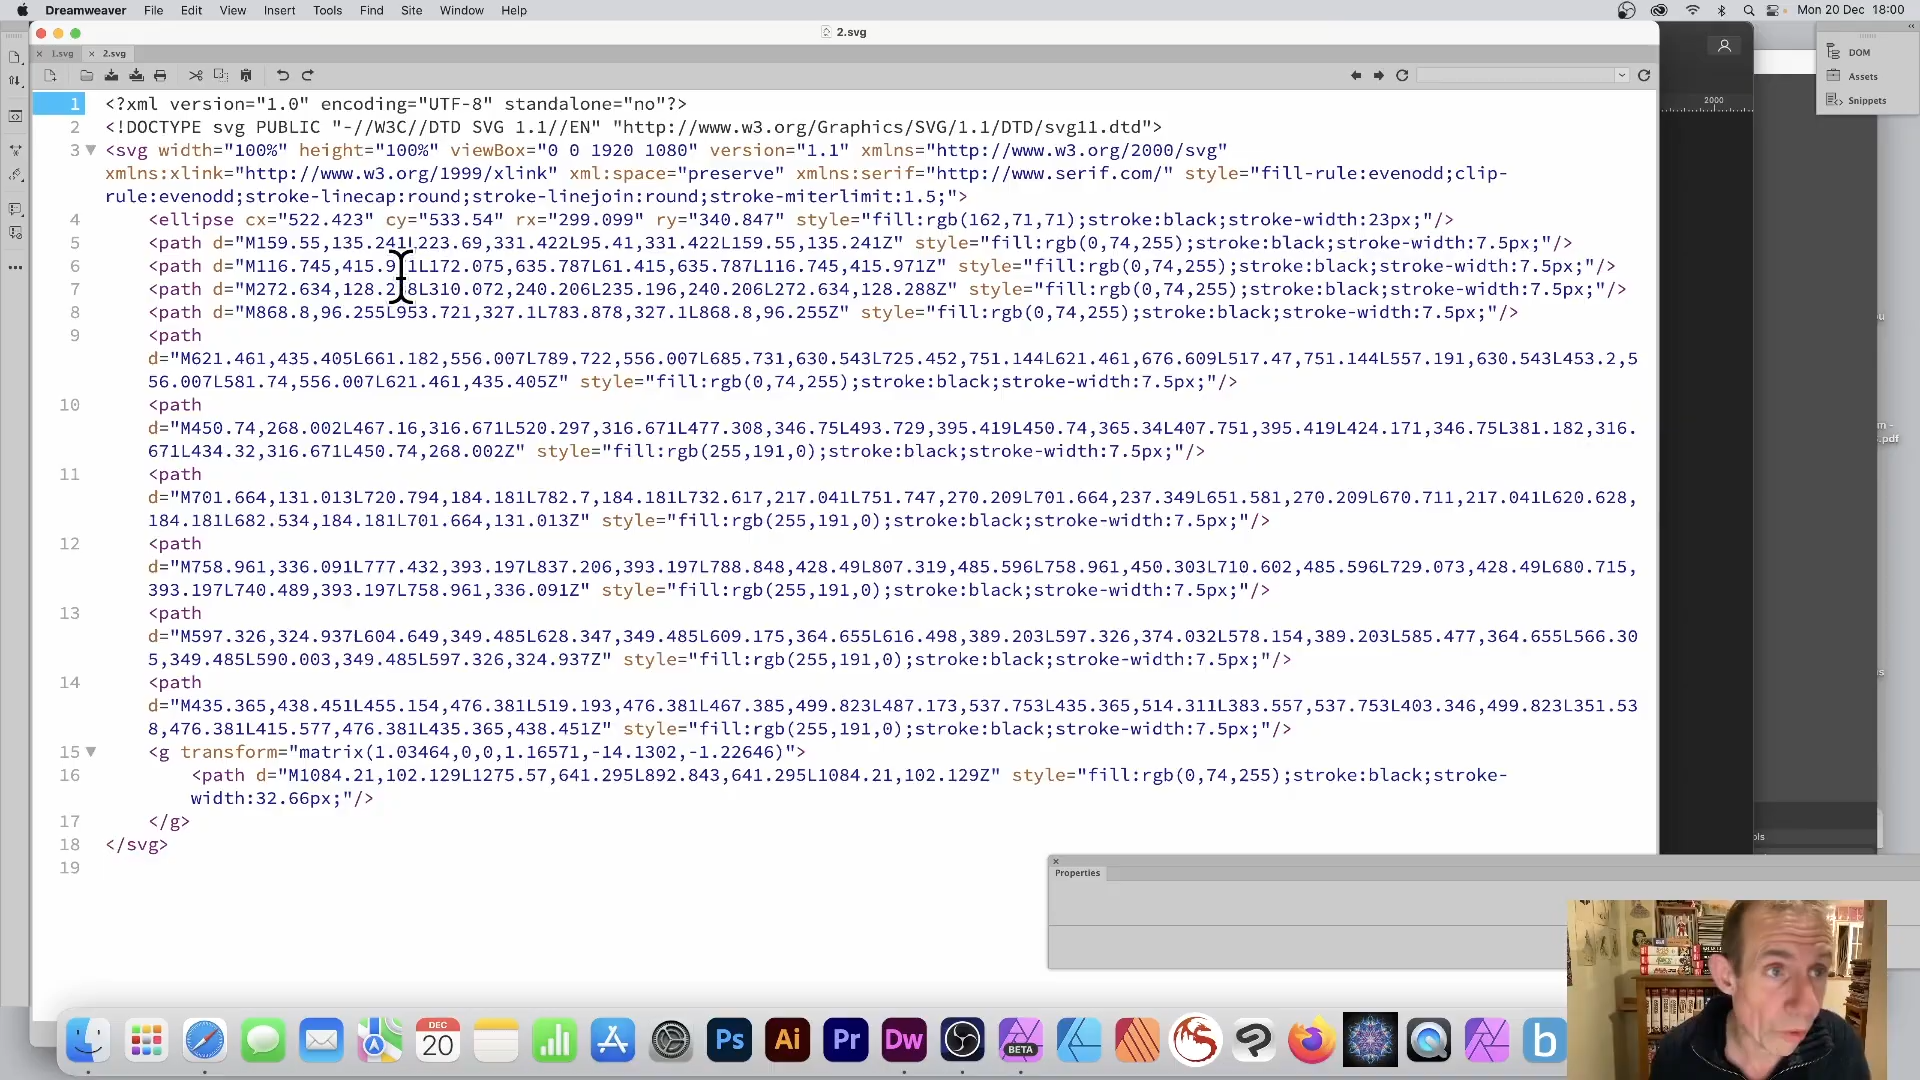 Dreamweaver File Edit View Insert Tools Find Site Window Help Mon 20 Dec 18:00
2.svg
1.svg 2.svg
DOM
Assets
Snippets
2000
1 <?xml version="1.0" encoding="UTF-8" standalone="no"?>
2 <!DOCTYPE svg PUBLIC "-//W3C//DTD SVG 1.1//EN" "http://www.w3.org/Graphics/SVG/1.1/DTD/svg11.dtd">
3 <svg width="100%" height="100%" viewBox="0 0 1920 1080" version="1.1" xmlns="http://www.w3.org/2000/svg"
xmlns:xlink="http://www.w3.org/1999/xlink" xml:space="preserve" xmlns:serif="http://www.serif.com/" style="fill-rule:evenodd;clip-
rule:evenodd;stroke-linecap:round;stroke-linejoin:round;stroke-miterlimit:1.5;">
4 <ellipse cx="522.423" cy="533.54" rx="299.099" ry="340.847" style="fill:rgb(162,71,71);stroke:black;stroke-width:23px;"/>
5 <path d="M159.55,135.241L223.69,331.422L95.41,331.422L159.55,135.241Z" style="fill:rgb(0,74,255);stroke:black;stroke-width:7.5px;"/>
6 <path d="M116.745,415.971L172.075,635.787L61.415,635.787L116.745,415.971Z" style="fill:rgb(0,74,255);stroke:black;stroke-width:7.5px;"/>
7 <path d="M272.634,128.288L310.072,240.206L235.196,240.206L272.634,128.288Z" style="fill:rgb(0,74,255);stroke:black;stroke-width:7.5px;"/>
8 <path d="M868.8,96.255L953.721,327.1L783.878,327.1L868.8,96.255Z" style="fill:rgb(0,74,255);stroke:black;stroke-width:7.5px;"/>
9 <path
d="M621.461,435.405L661.182,556.007L789.722,556.007L685.731,630.543L725.452,751.144L621.461,676.609L517.47,751.144L557.191,630.543L453.2,5
56.007L581.74,556.007L621.461,435.405Z" style="fill:rgb(0,74,255);stroke:black;stroke-width:7.5px;"/>
10 <path
d="M450.74,268.002L467.16,316.671L520.297,316.671L477.308,346.75L493.729,395.419L450.74,365.34L407.751,395.419L424.171,346.75L381.182,316.
671L434.32,316.671L450.74,268.002Z" style="fill:rgb(255,191,0);stroke:black;stroke-width:7.5px;"/>
11 <path
d="M701.664,131.013L720.794,184.181L782.7,184.181L732.617,217.041L751.747,270.209L701.664,237.349L651.581,270.209L670.711,217.041L620.628,
184.181L682.534,184.181L701.664,131.013Z" style="fill:rgb(255,191,0);stroke:black;stroke-width:7.5px;"/>
12 <path
d="M758.961,336.091L777.432,393.197L837.206,393.197L788.848,428.49L807.319,485.596L758.961,450.303L710.602,485.596L729.073,428.49L680.715,
393.197L740.489,393.197L758.961,336.091Z" style="fill:rgb(255,191,0);stroke:black;stroke-width:7.5px;"/>
13 <path
d="M597.326,324.937L604.649,349.485L628.347,349.485L609.175,364.655L616.498,389.203L597.326,374.032L578.154,389.203L585.477,364.655L566.30
5,349.485L590.003,349.485L597.326,324.937Z" style="fill:rgb(255,191,0);stroke:black;stroke-width:7.5px;"/>
14 <path
d="M435.365,438.451L455.154,476.381L519.193,476.381L467.385,499.823L487.173,537.753L435.365,514.311L383.557,537.753L403.346,499.823L351.53
8,476.381L415.577,476.381L435.365,438.451Z" style="fill:rgb(255,191,0);stroke:black;stroke-width:7.5px;"/>
15 <g transform="matrix(1.03464,0,0,1.16571,-14.1302,-1.22646)">
16 <path d="M1084.21,102.129L1275.57,641.295L892.843,641.295L1084.21,102.129Z" style="fill:rgb(0,74,255);stroke:black;stroke-
width:32.66px;"/>
17 </g>
18 </svg>
19
Properties
DEC
20
Ps Ai Pr Dw BETA b